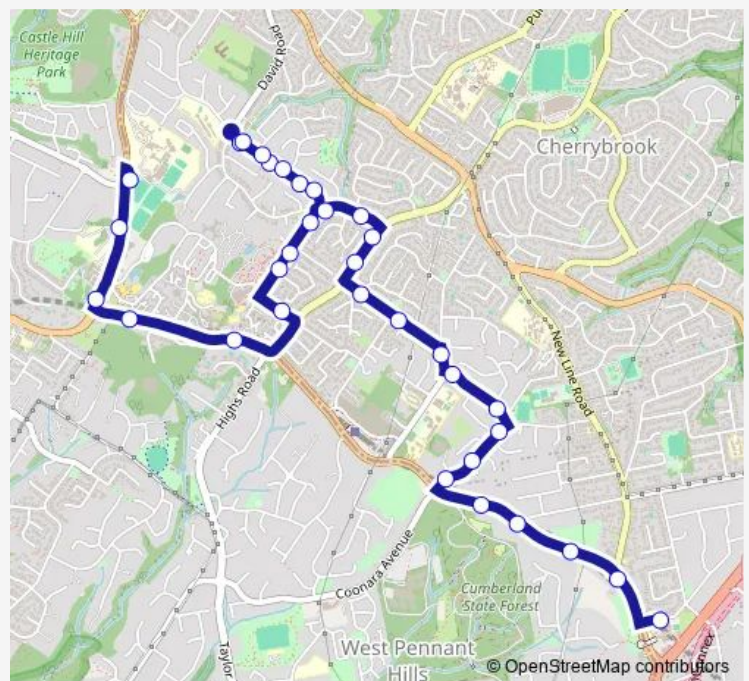 Castle Hill
Heritage
Park
David Road
Cherrybrook
New Line Road
Highs Road
Coonara Avenue
Cumberland
State Forest
Taylor
West Pennant
Hills
© OpenStreetMap contributors